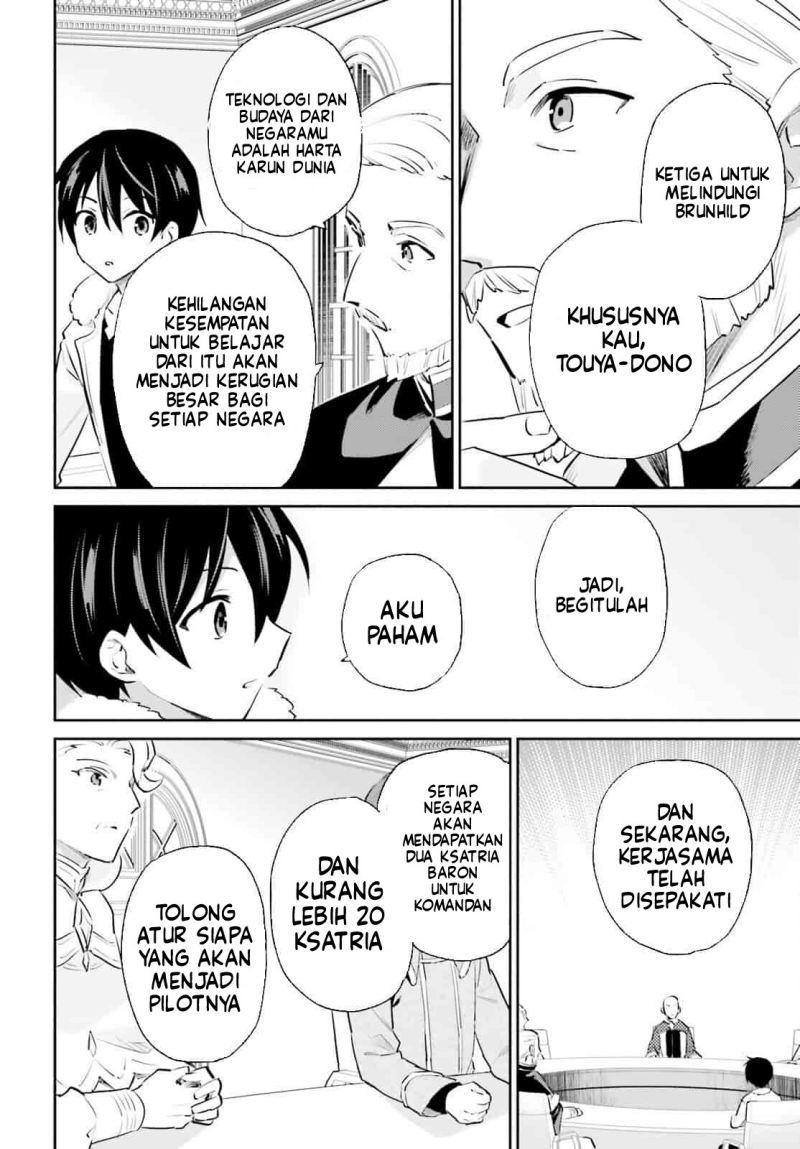 KETIGA UNTUK
MELINDUNGI
BRUNHILD
KHUSUSNYA
KAU,
TOUYA-DONO
TEKNOLOGI DAN
BUDAYA DARI
NEGARAMU
ADALAH HARTA
KARUN DUNIA
KEHILANGAN
KESEMPATAN
UNTUK BELAJAR
DARI ITU AKAN
MENJADI KERUGIAN
BESAR BAGI
SETIAP NEGARA
JADI,
BEGITULAH
AKU
PAHAM
DAN
SEKARANG,
KERJASAMA
TELAH
DISEPAKATI
SETIAP
NEGARA
AKAN
MENDAPATKAN
DUA KSATRIA
BARON
UNTUK
KOMANDAN
DAN
KURANG
LEBIH 20
KSATRIA
TOLONG
ATUR SIAPA
YANG AKAN
MENJADI
PILOTNYA